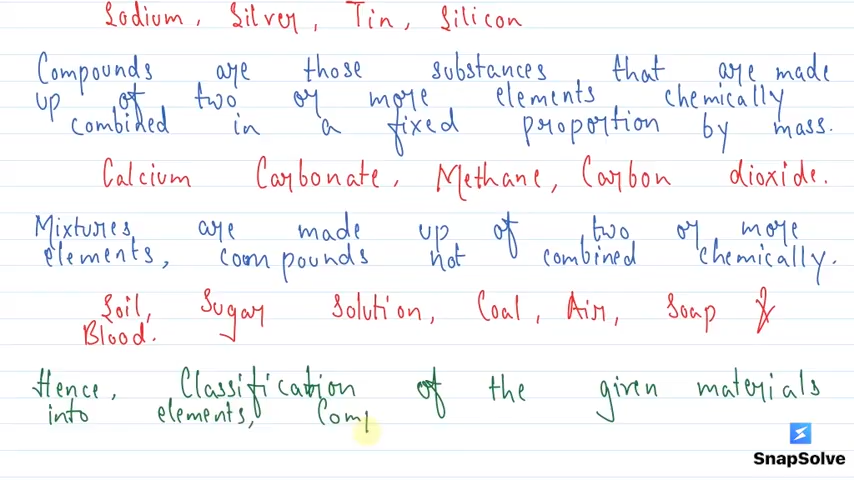 Sodium, Silver, Tin, Silicon
Compounds are those substances that are made
up of two or more elements chemically
combined in a fixed proportion by mass.
Calcium Carbonate, Methane, Carbon dioxide.
Mixtures are made up of two or more
elements, compounds not combined chemically.
Soil, Sugar Solution, Coal, Air, Soap &
Blood.
Hence, Classification of the given materials
into elements, Comp
SnapSolve